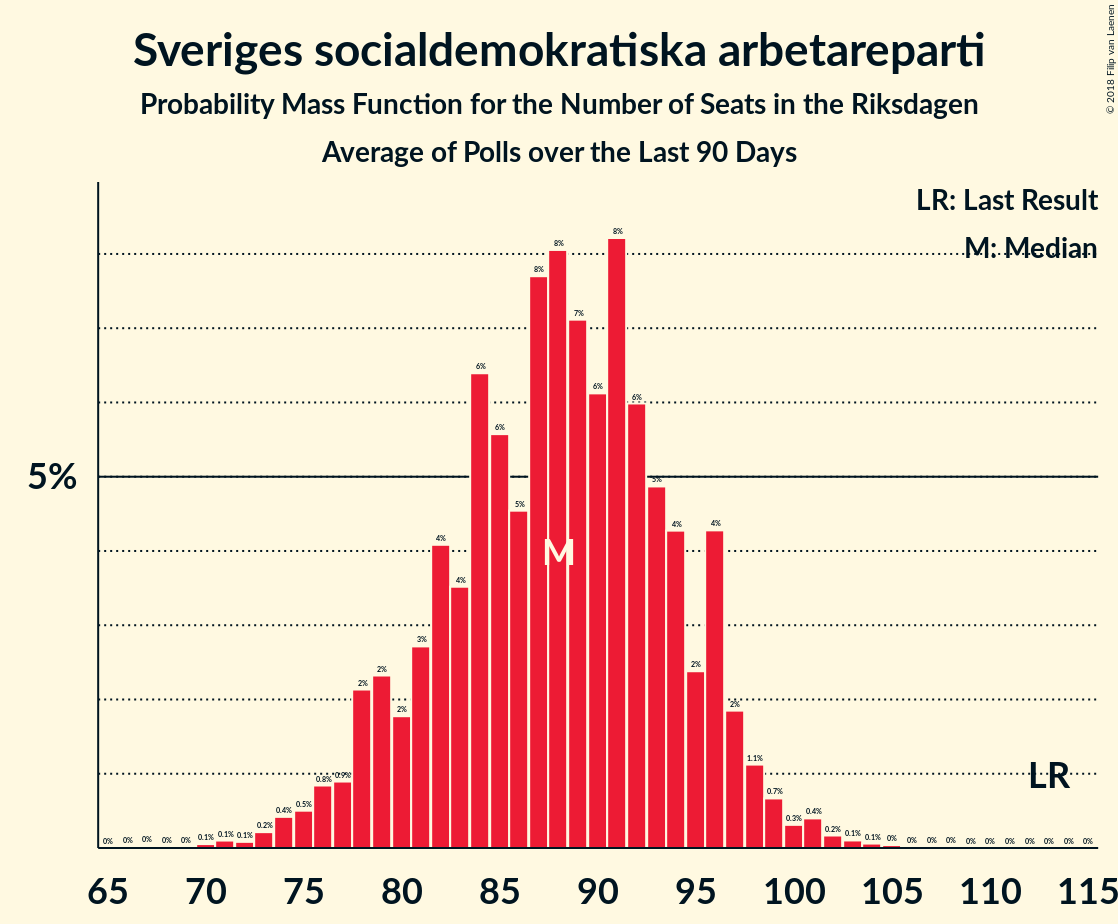 Sveriges socialdemokratiska arbetareparti
Probability Mass Function for the Number of Seats in the Riksdagen
Average of Polls over the Last 90 Days
© 2018 Filip van Laenen
LR: Last Result
M: Median
5%
0% 0% 0% 0% 0% 0.1% 0.1% 0.1% 0.2% 0.4% 0.5% 0.8% 0.9% 2% 2% 2% 3% 4% 4% 6% 6% 5% 8% 8% 7% 6% 8% 6% 5% 4% 2% 4% 2% 1.1% 0.7% 0.3% 0.4% 0.2% 0.1% 0.1% 0% 0% 0% 0% 0% 0% 0% 0% 0% 0% 0%
M
LR
65 70 75 80 85 90 95 100 105 110 115